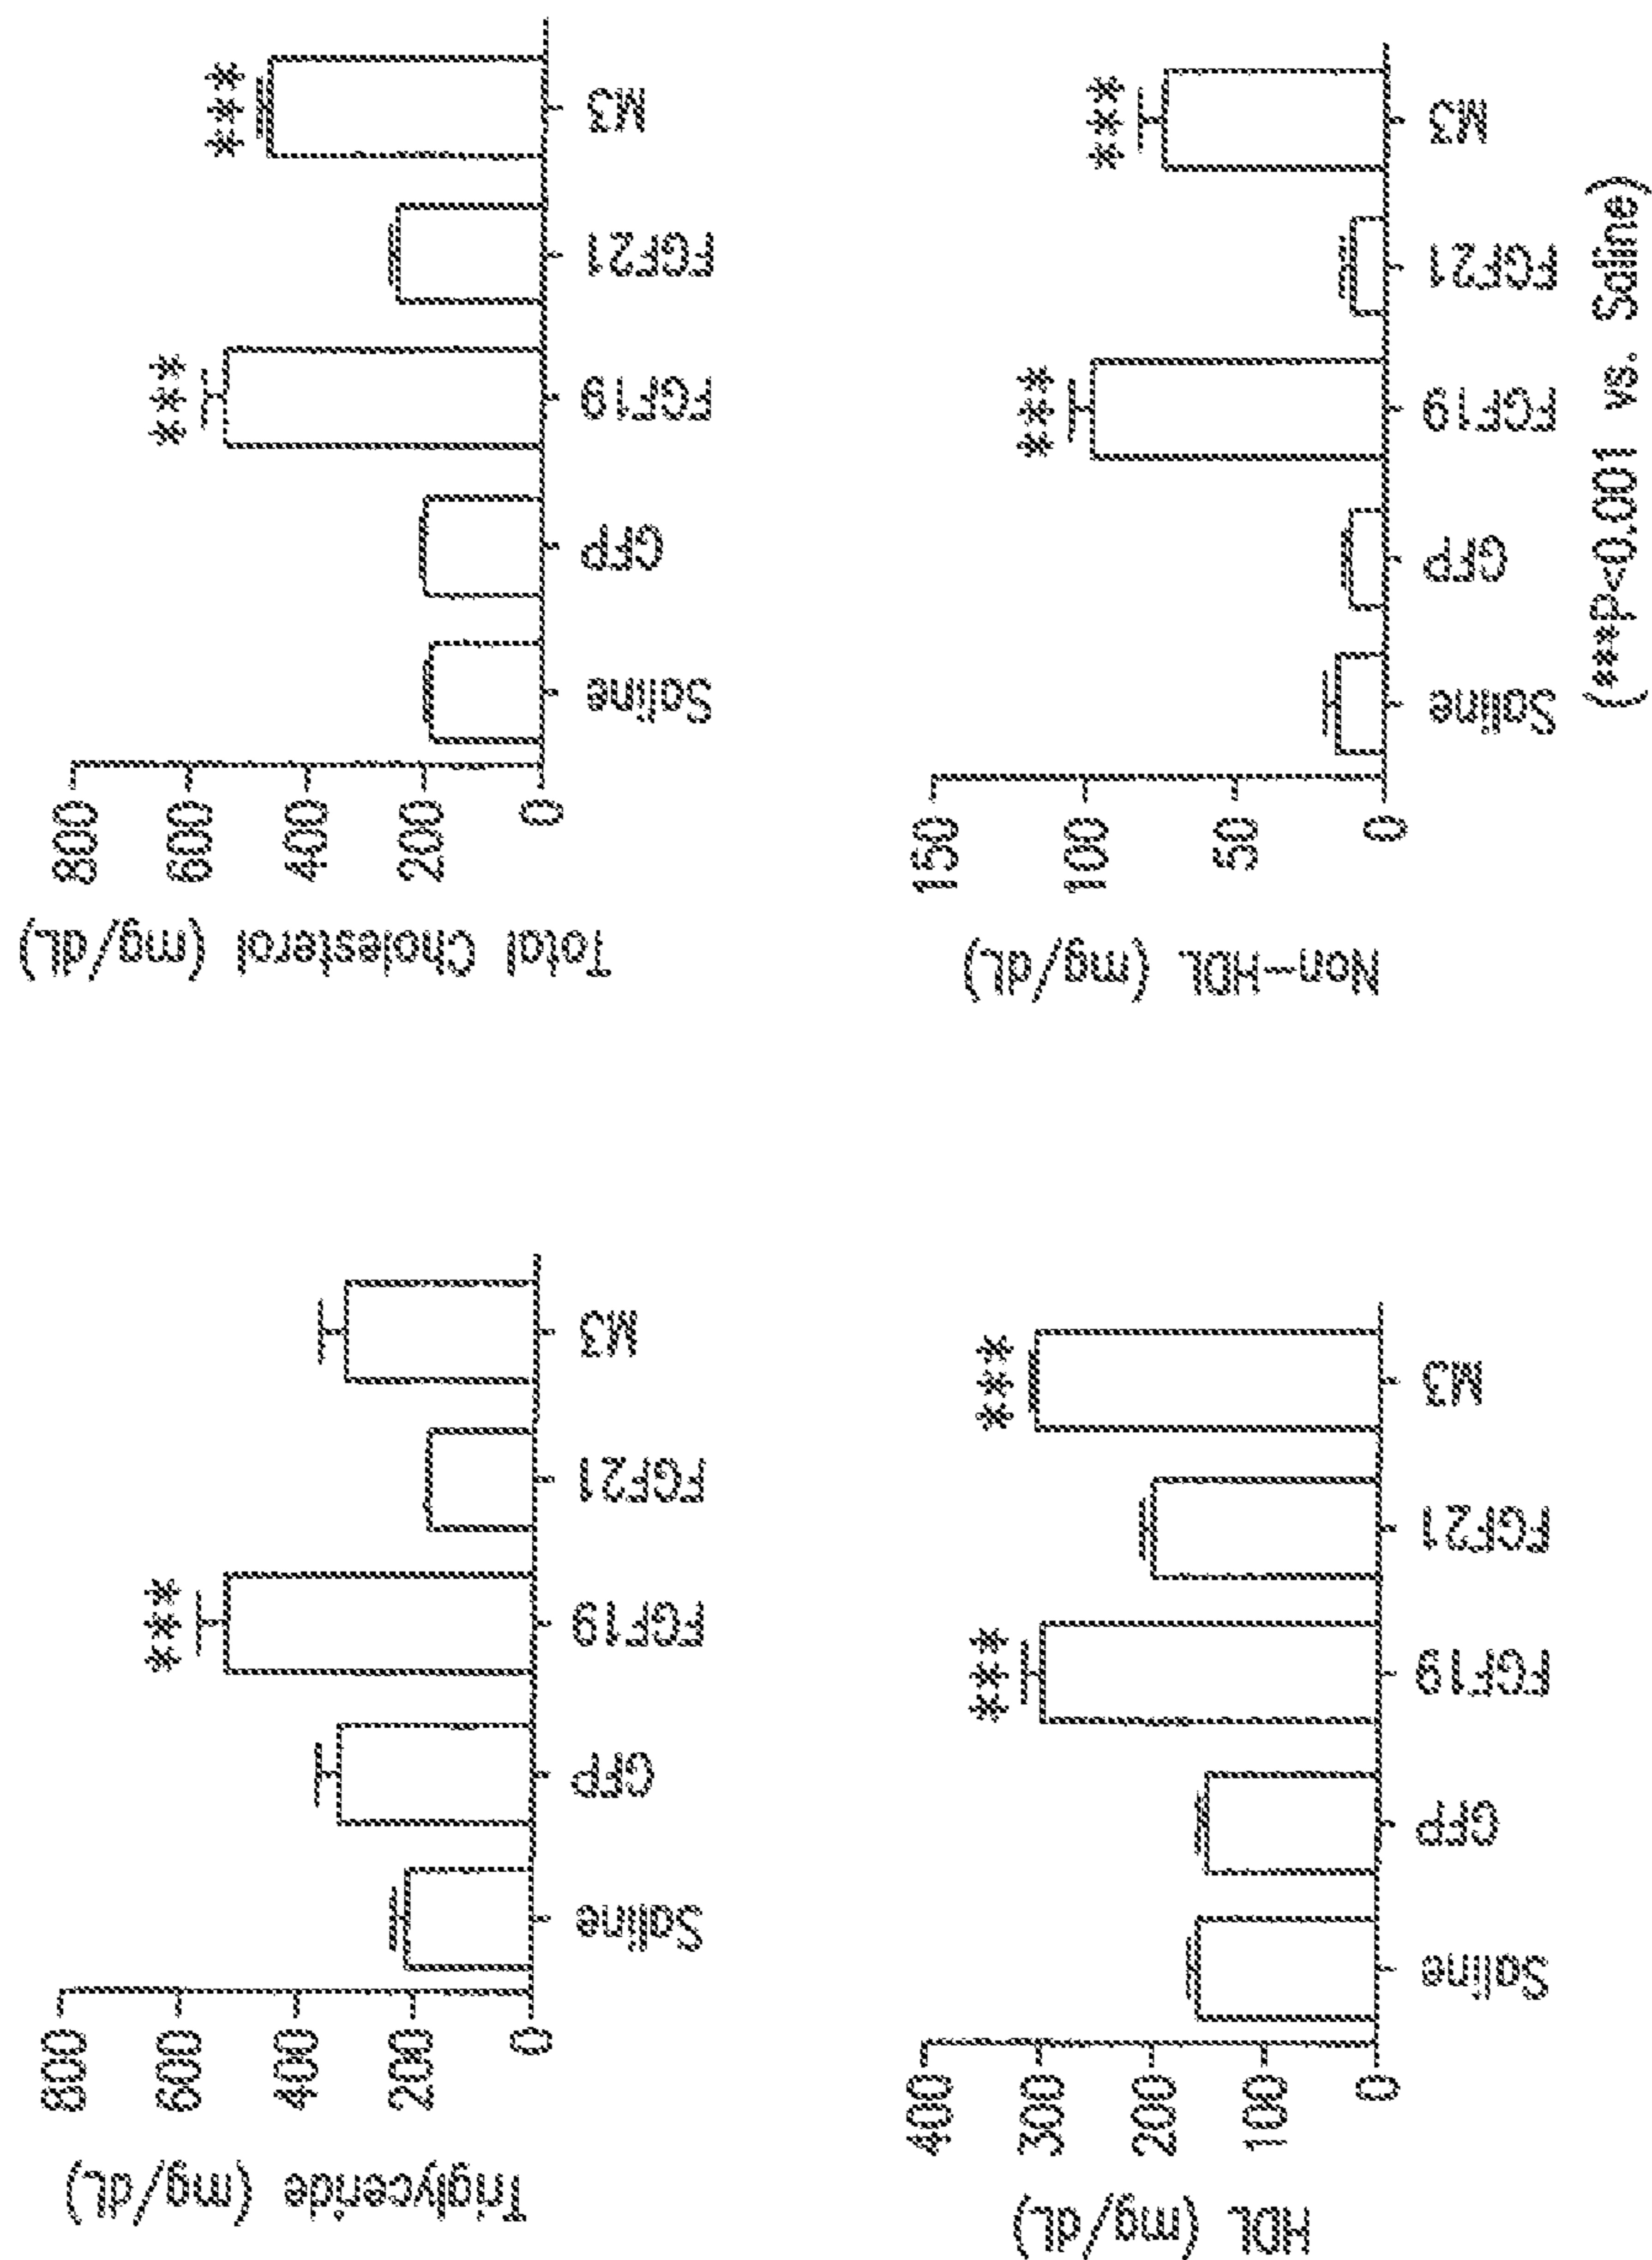 Triglyceride (mg/dL)
800
600
400
200
0
***
Saline
GFP
FGF19
FGF21
M3
Total Cholesterol (mg/dL)
800
600
400
200
0
***
***
Saline
GFP
FGF19
FGF21
M3
HDL (mg/dL)
400
300
200
100
0
***
***
Saline
GFP
FGF19
FGF21
M3
Non-HDL (mg/dL)
150
100
50
0
***
***
Saline
GFP
FGF19
FGF21
M3
(***P<0.001 vs. Saline)